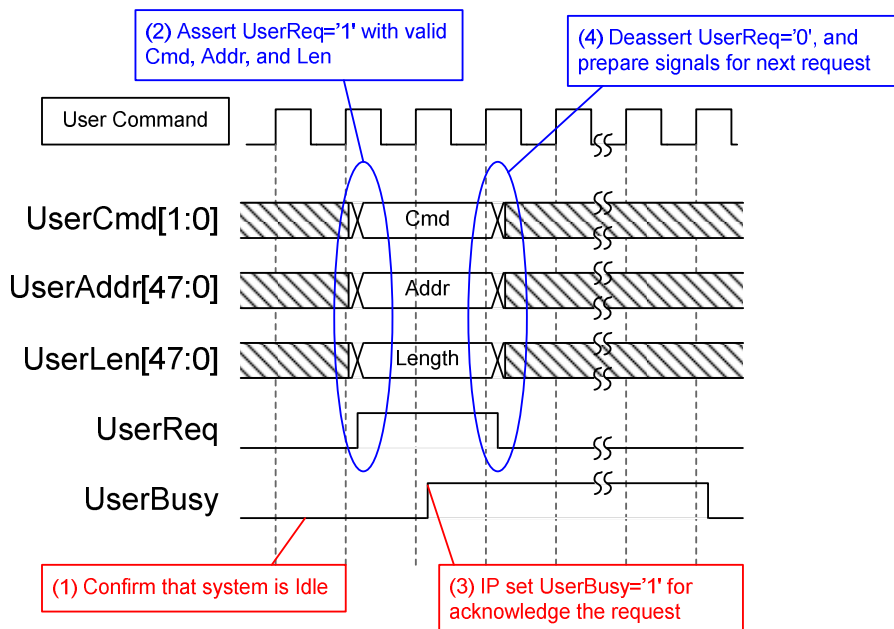 (2) Assert UserReq='1' with valid
Cmd, Addr, and Len
(4) Deassert UserReq='0', and
prepare signals for next request
User Command
UserCmd[1:0]
Cmd
UserAddr[47:0]
Addr
UserLen[47:0]
Length
UserReq
UserBusy
(1) Confirm that system is Idle
(3) IP set UserBusy='1' for
acknowledge the request